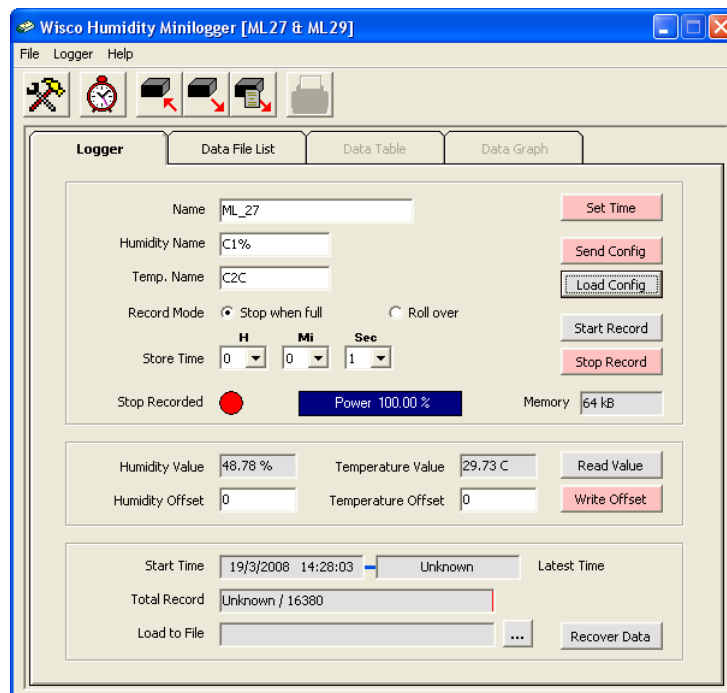 Wisco Humidity Minilogger [ML27 & ML29]
File Logger Help
Logger Data File List Data Table Data Graph
Name ML_27 Set Time
Humidity Name C1% Send Config
Temp. Name C2C Load Config
Record Mode Stop when full Roll over Start Record
H Mi Sec
Store Time 0 0 1 Stop Record
Stop Recorded Power 100.00 % Memory 64 kB
Humidity Value 48.78 % Temperature Value 29.73 C Read Value
Humidity Offset 0 Temperature Offset 0 Write Offset
Start Time 19/3/2008 14:28:03 Unknown Latest Time
Total Record Unknown / 16380
Load to File ... Recover Data